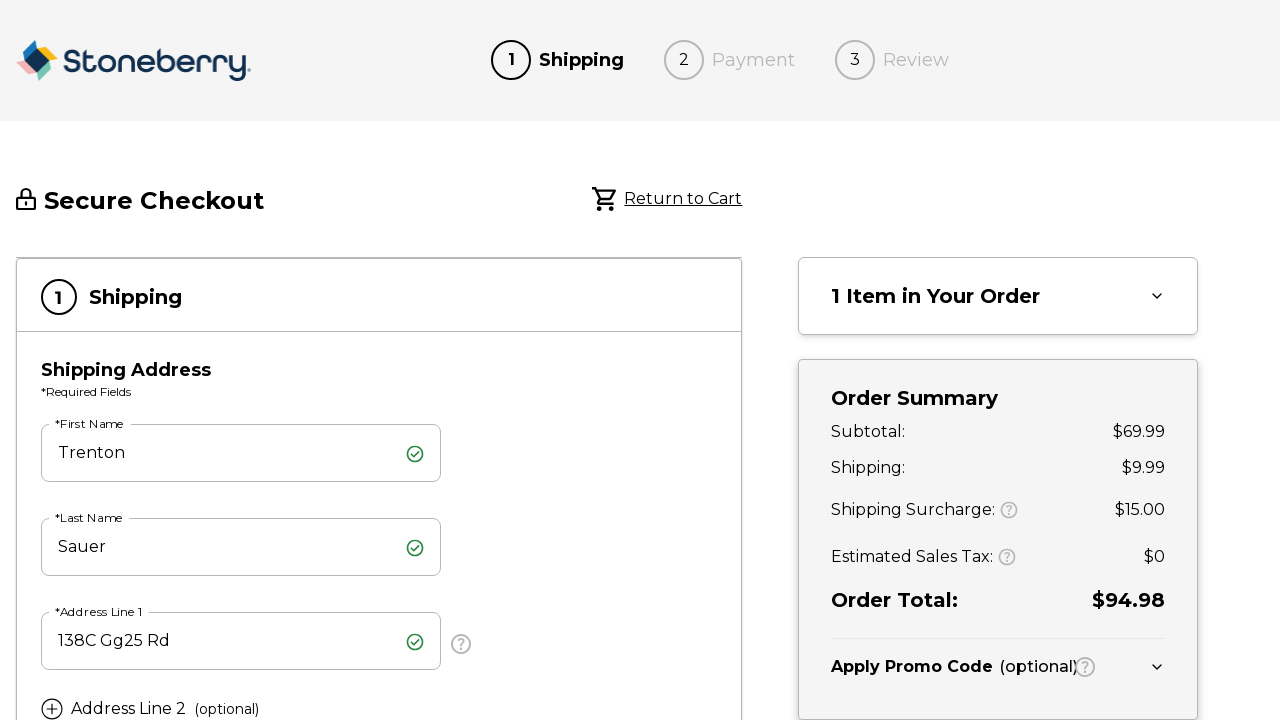 Stoneberry
1 Shipping
2 Payment
3 Review
Secure Checkout
Return to Cart
1 Shipping
Shipping Address
*Required Fields
*First Name
Trenton
*Last Name
Sauer
*Address Line 1
138C Gg25 Rd
?
Address Line 2 (optional)
1 Item in Your Order
Order Summary
Subtotal: $69.99
Shipping: $9.99
Shipping Surcharge: ? $15.00
Estimated Sales Tax: ? $0
Order Total: $94.98
Apply Promo Code (optional) ?